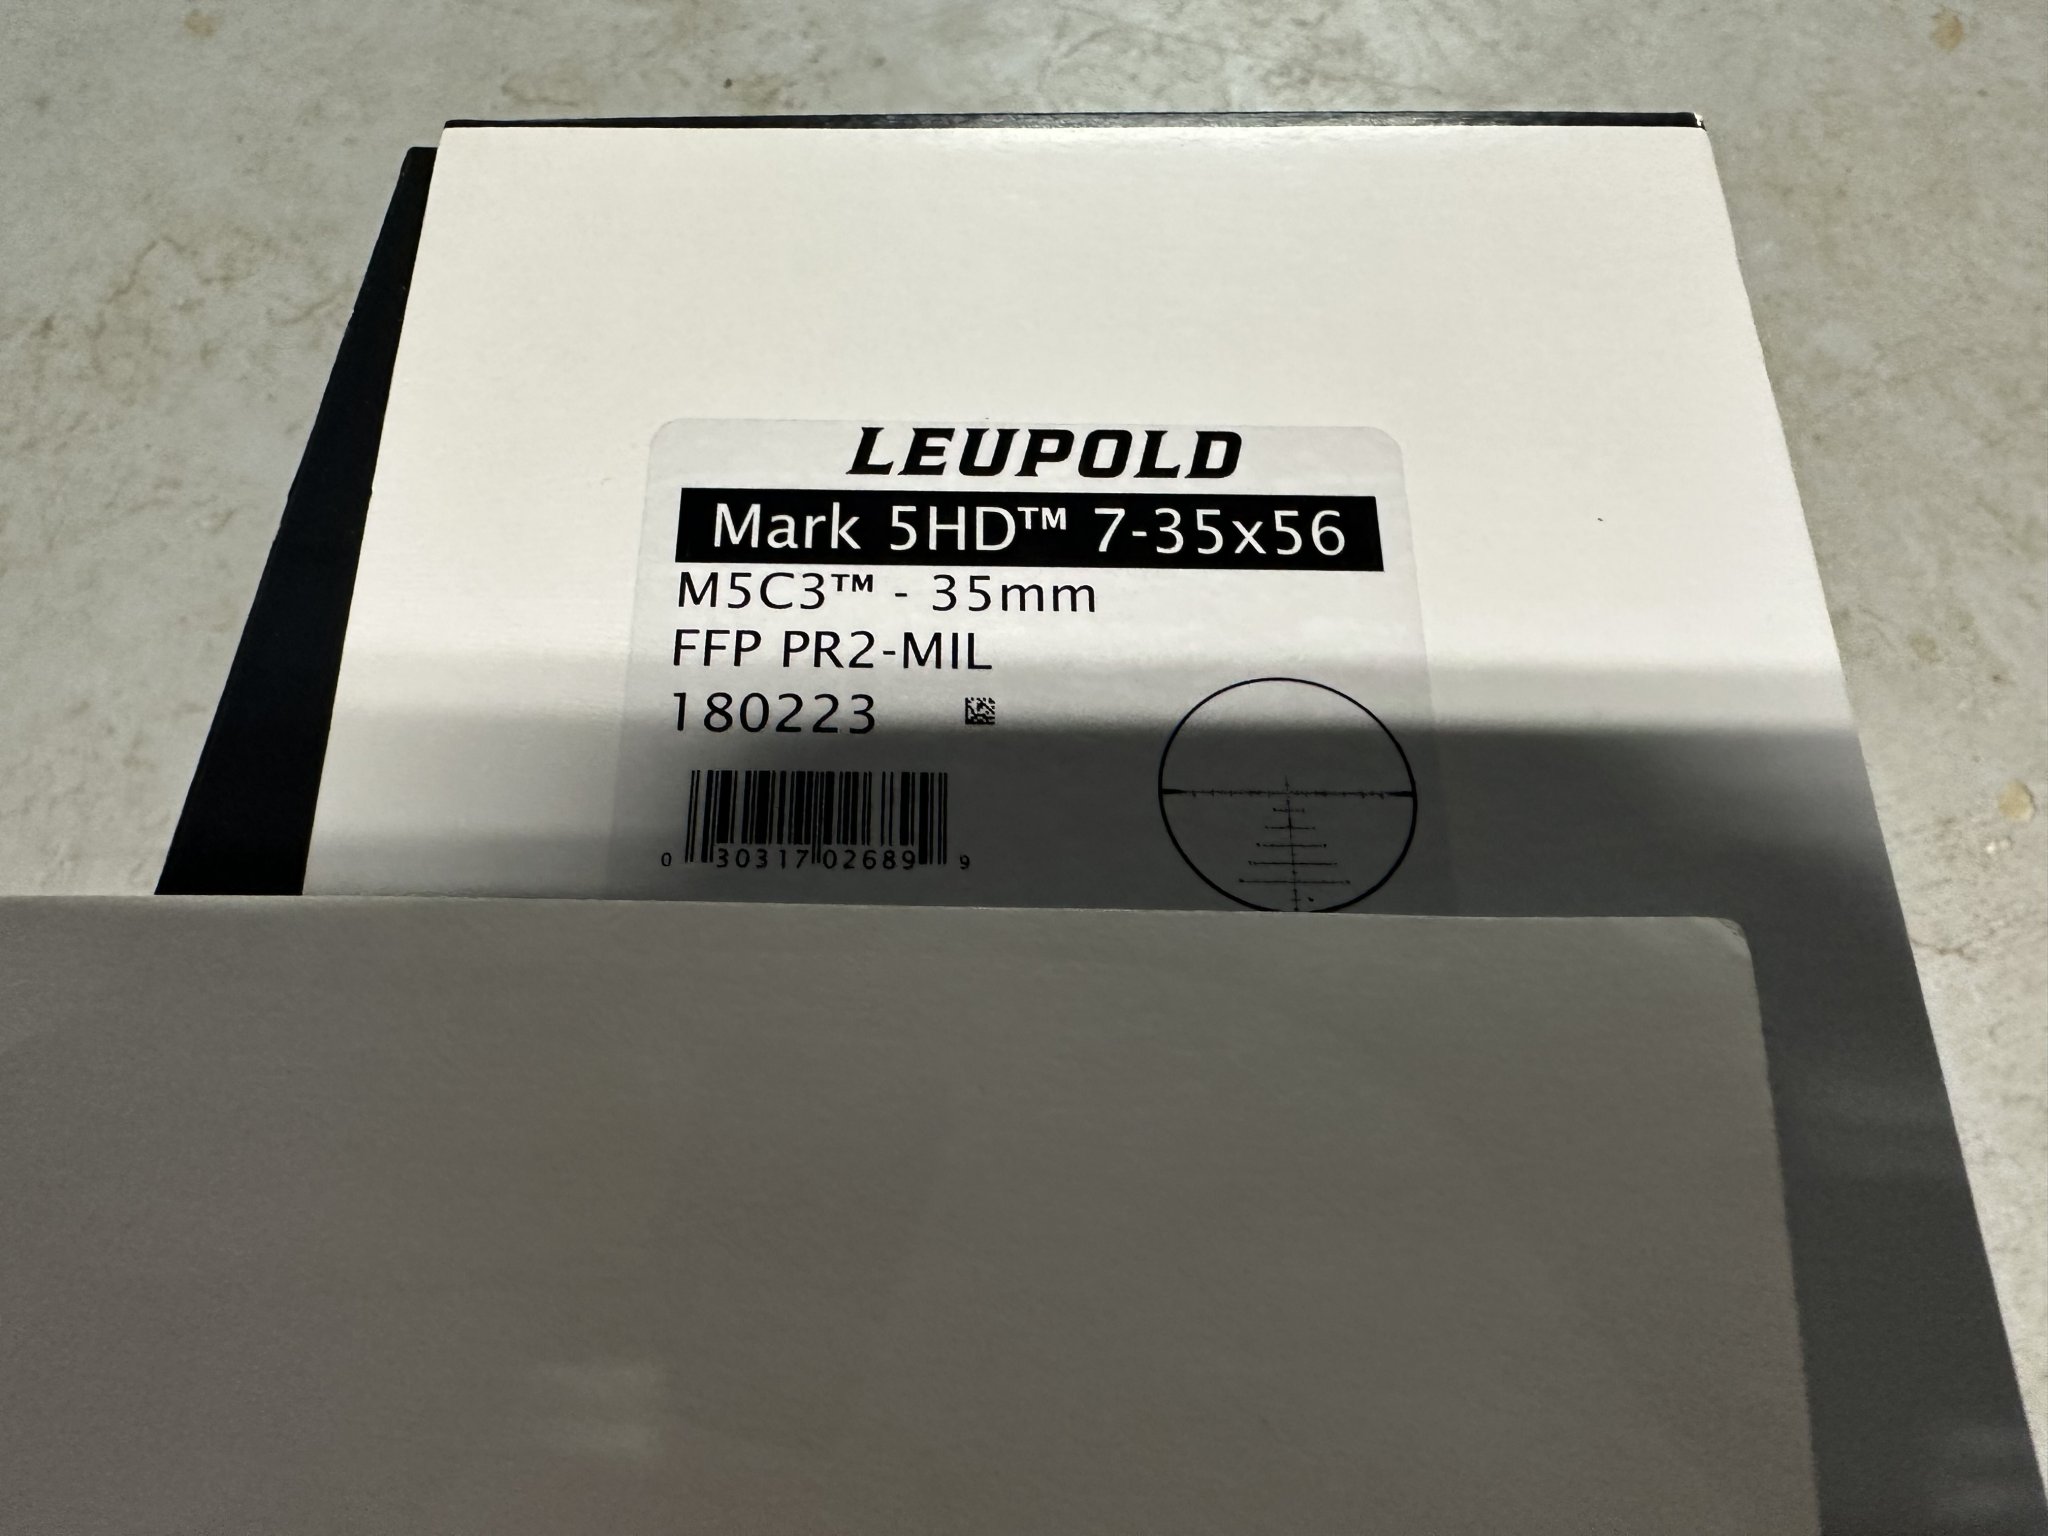 LEUPOLD
Mark 5HD™ 7-35x56
M5C3™ - 35mm
FFP PR2-MIL
180223
0 30317 02689 9